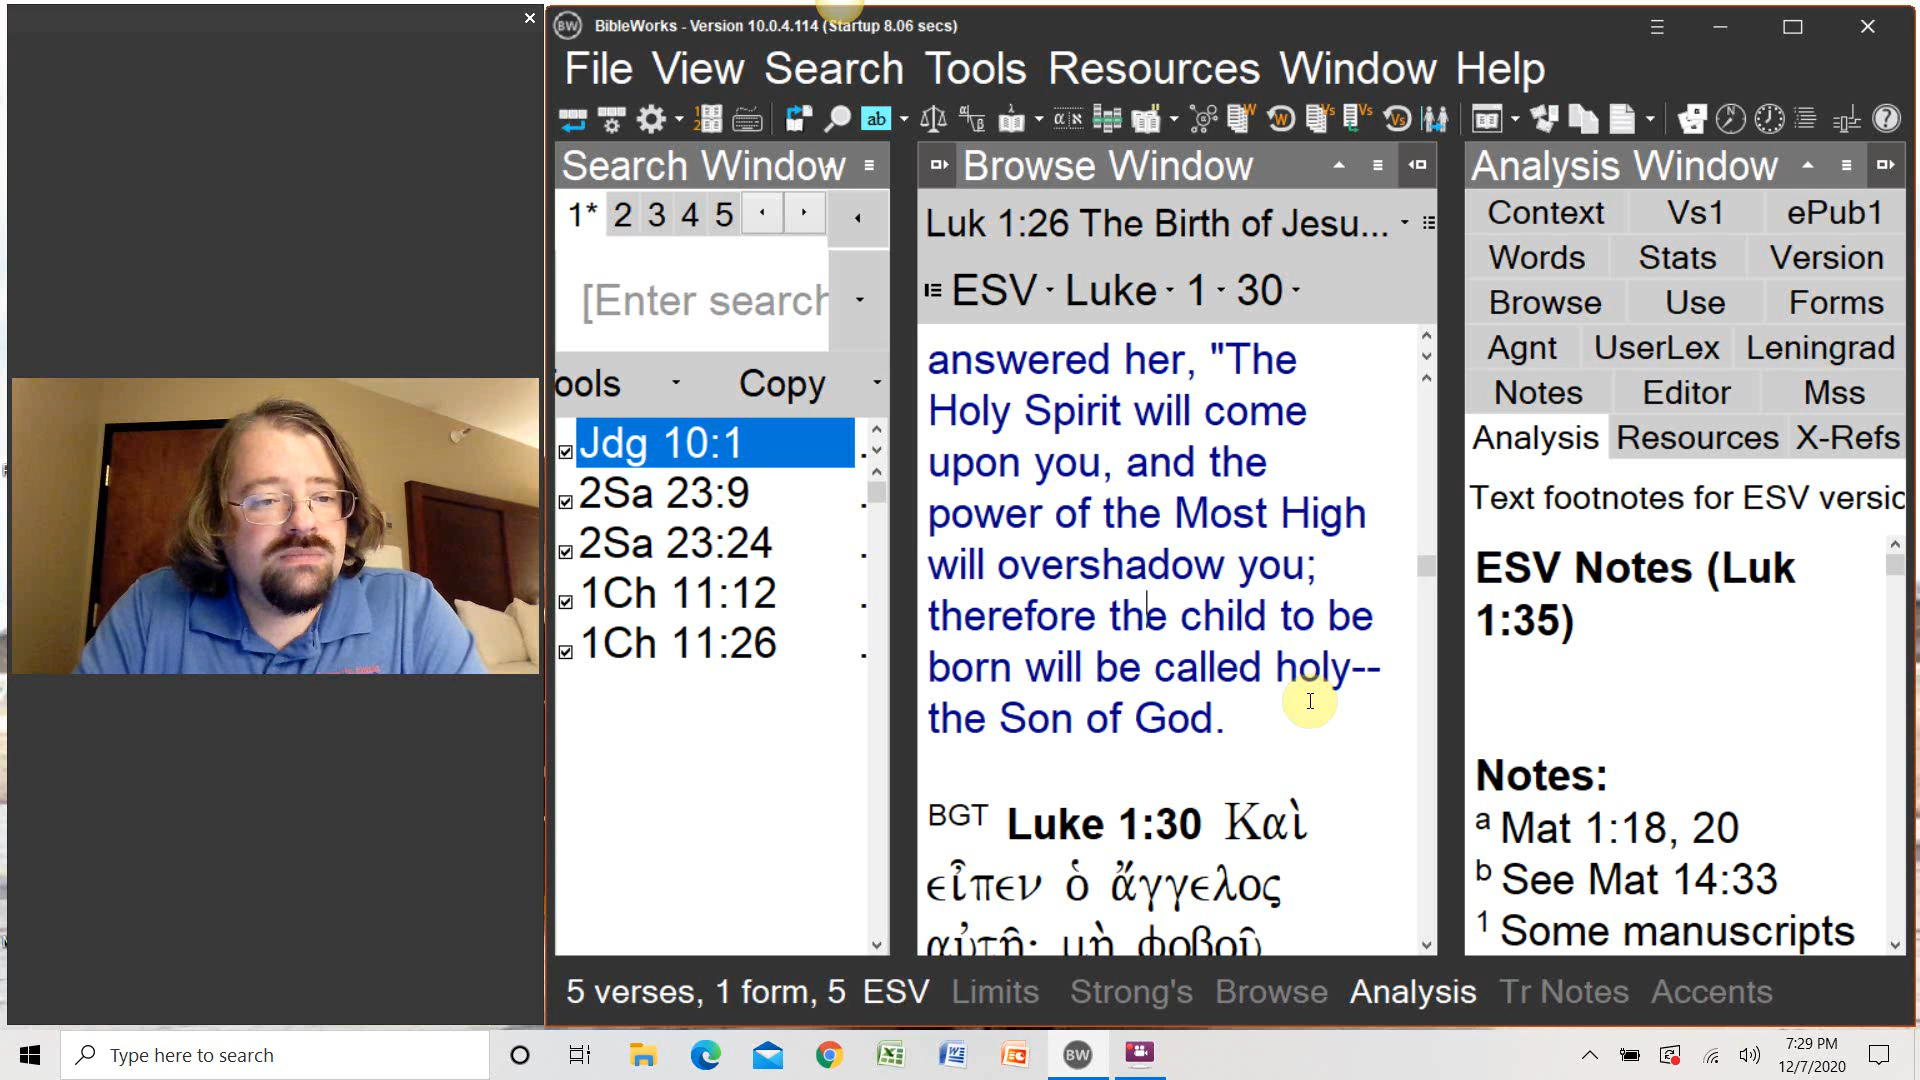 BibleWorks - Version 10.0.4.114 (Startup 8.06 secs)
File View Search Tools Resources Window Help
Search Window
1* 2 3 4 5
[Enter search
ools Copy
Jdg 10:1 .
2Sa 23:9 .
2Sa 23:24 .
1Ch 11:12 .
1Ch 11:26 .
Browse Window
Luk 1:26 The Birth of Jesu...
ESV Luke 1 30
answered her, "The
Holy Spirit will come
upon you, and the
power of the Most High
will overshadow you;
therefore the child to be
born will be called holy--
the Son of God.
BGT Luke 1:30 Καὶ
εἶπεν ὁ ἄγγελος
αὐτῇ· μὴ φοβοῦ
Analysis Window
Context Vs1 ePub1
Words Stats Version
Browse Use Forms
Agnt UserLex Leningrad
Notes Editor Mss
Analysis Resources X-Refs
Text footnotes for ESV versio
ESV Notes (Luk
1:35)
Notes:
a Mat 1:18, 20
b See Mat 14:33
1 Some manuscripts
5 verses, 1 form, 5 ESV Limits Strong's Browse Analysis Tr Notes Accents
Type here to search
BW
7:29 PM
12/7/2020